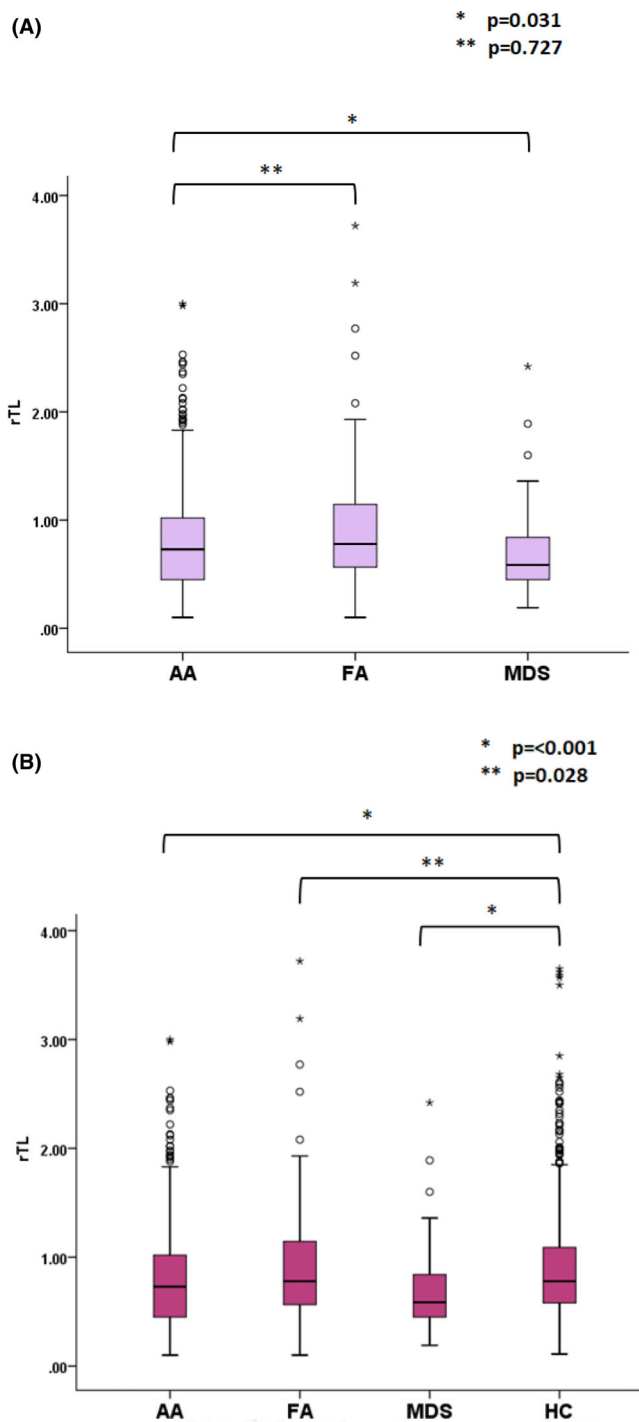 (A)
* p=0.031
** p=0.727
*
**
4.00
3.00
2.00
1.00
.00
rTL
AA FA MDS
(B)
* p=<0.001
** p=0.028
*
**
*
4.00
3.00
2.00
1.00
.00
rTL
AA FA MDS HC